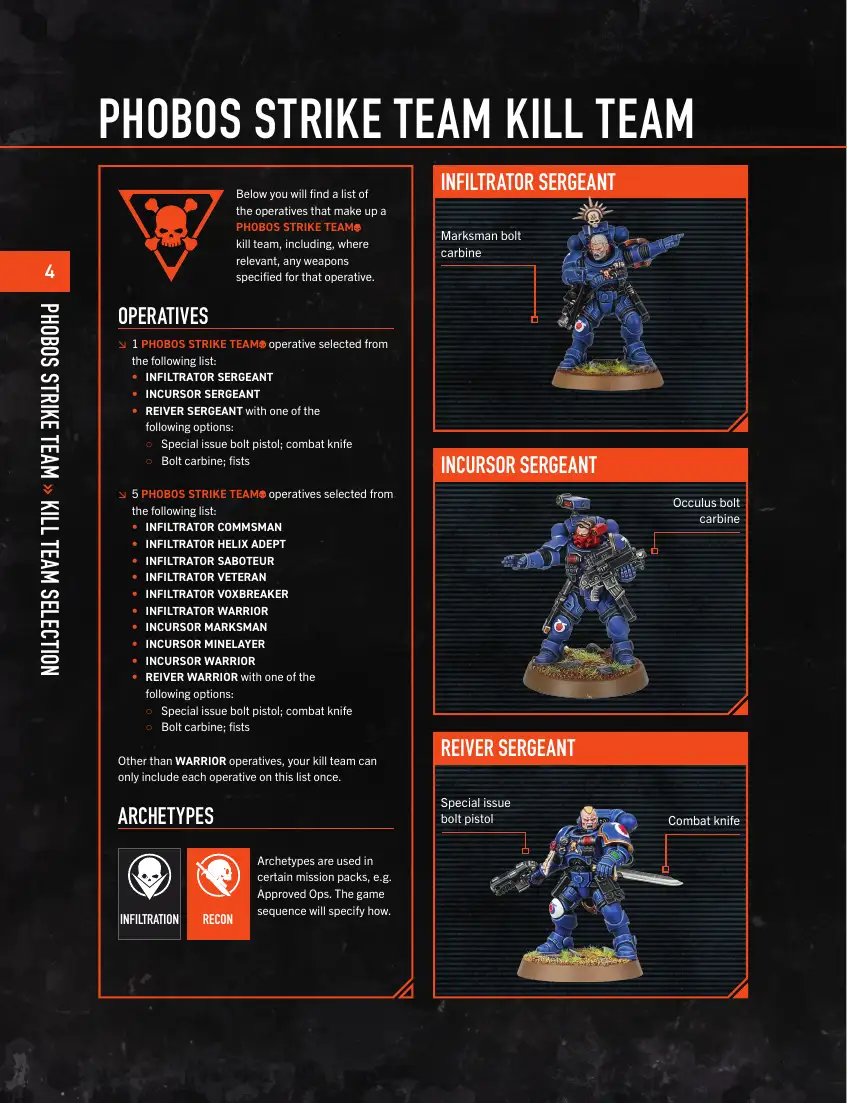 PHOBOS STRIKE TEAM KILL TEAM
4
PHOBOS STRIKE TEAM » KILL TEAM SELECTION
Below you will find a list of
the operatives that make up a
PHOBOS STRIKE TEAM
kill team, including, where
relevant, any weapons
specified for that operative.
OPERATIVES
↘ 1 PHOBOS STRIKE TEAM operative selected from
the following list:
• INFILTRATOR SERGEANT
• INCURSOR SERGEANT
• REIVER SERGEANT with one of the
following options:
○ Special issue bolt pistol; combat knife
○ Bolt carbine; fists
↘ 5 PHOBOS STRIKE TEAM operatives selected from
the following list:
• INFILTRATOR COMMSMAN
• INFILTRATOR HELIX ADEPT
• INFILTRATOR SABOTEUR
• INFILTRATOR VETERAN
• INFILTRATOR VOXBREAKER
• INFILTRATOR WARRIOR
• INCURSOR MARKSMAN
• INCURSOR MINELAYER
• INCURSOR WARRIOR
• REIVER WARRIOR with one of the
following options:
○ Special issue bolt pistol; combat knife
○ Bolt carbine; fists
Other than WARRIOR operatives, your kill team can
only include each operative on this list once.
ARCHETYPES
INFILTRATION
RECON
Archetypes are used in
certain mission packs, e.g.
Approved Ops. The game
sequence will specify how.
INFILTRATOR SERGEANT
Marksman bolt
carbine
INCURSOR SERGEANT
Occulus bolt
carbine
REIVER SERGEANT
Special issue
bolt pistol
Combat knife